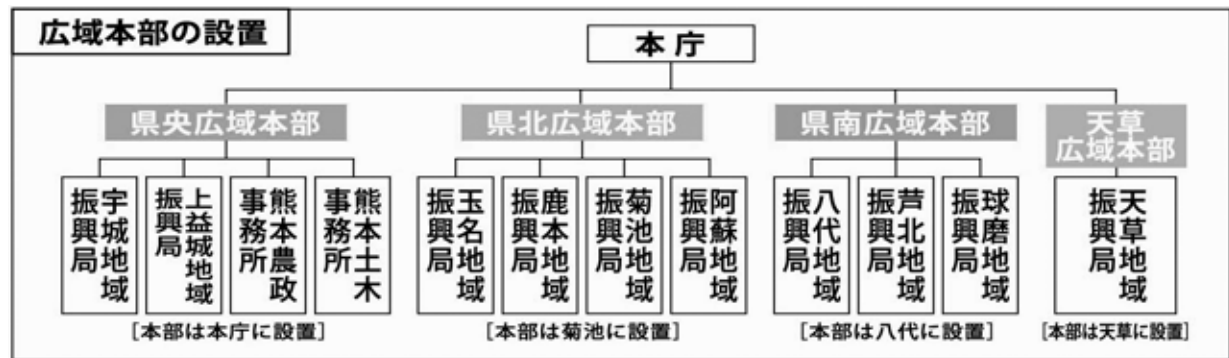 広域本部の設置
本庁
県央広域本部
県北広域本部
県南広域本部
天草
広域本部
宇城地域
振興局
上益城地域
振興局
熊本農政
事務所
熊本土木
事務所
玉名地域
振興局
鹿本地域
振興局
菊池地域
振興局
阿蘇地域
振興局
八代地域
振興局
芦北地域
振興局
球磨地域
振興局
天草地域
振興局
[本部は本庁に設置]
[本部は菊池に設置]
[本部は八代に設置]
[本部は天草に設置]